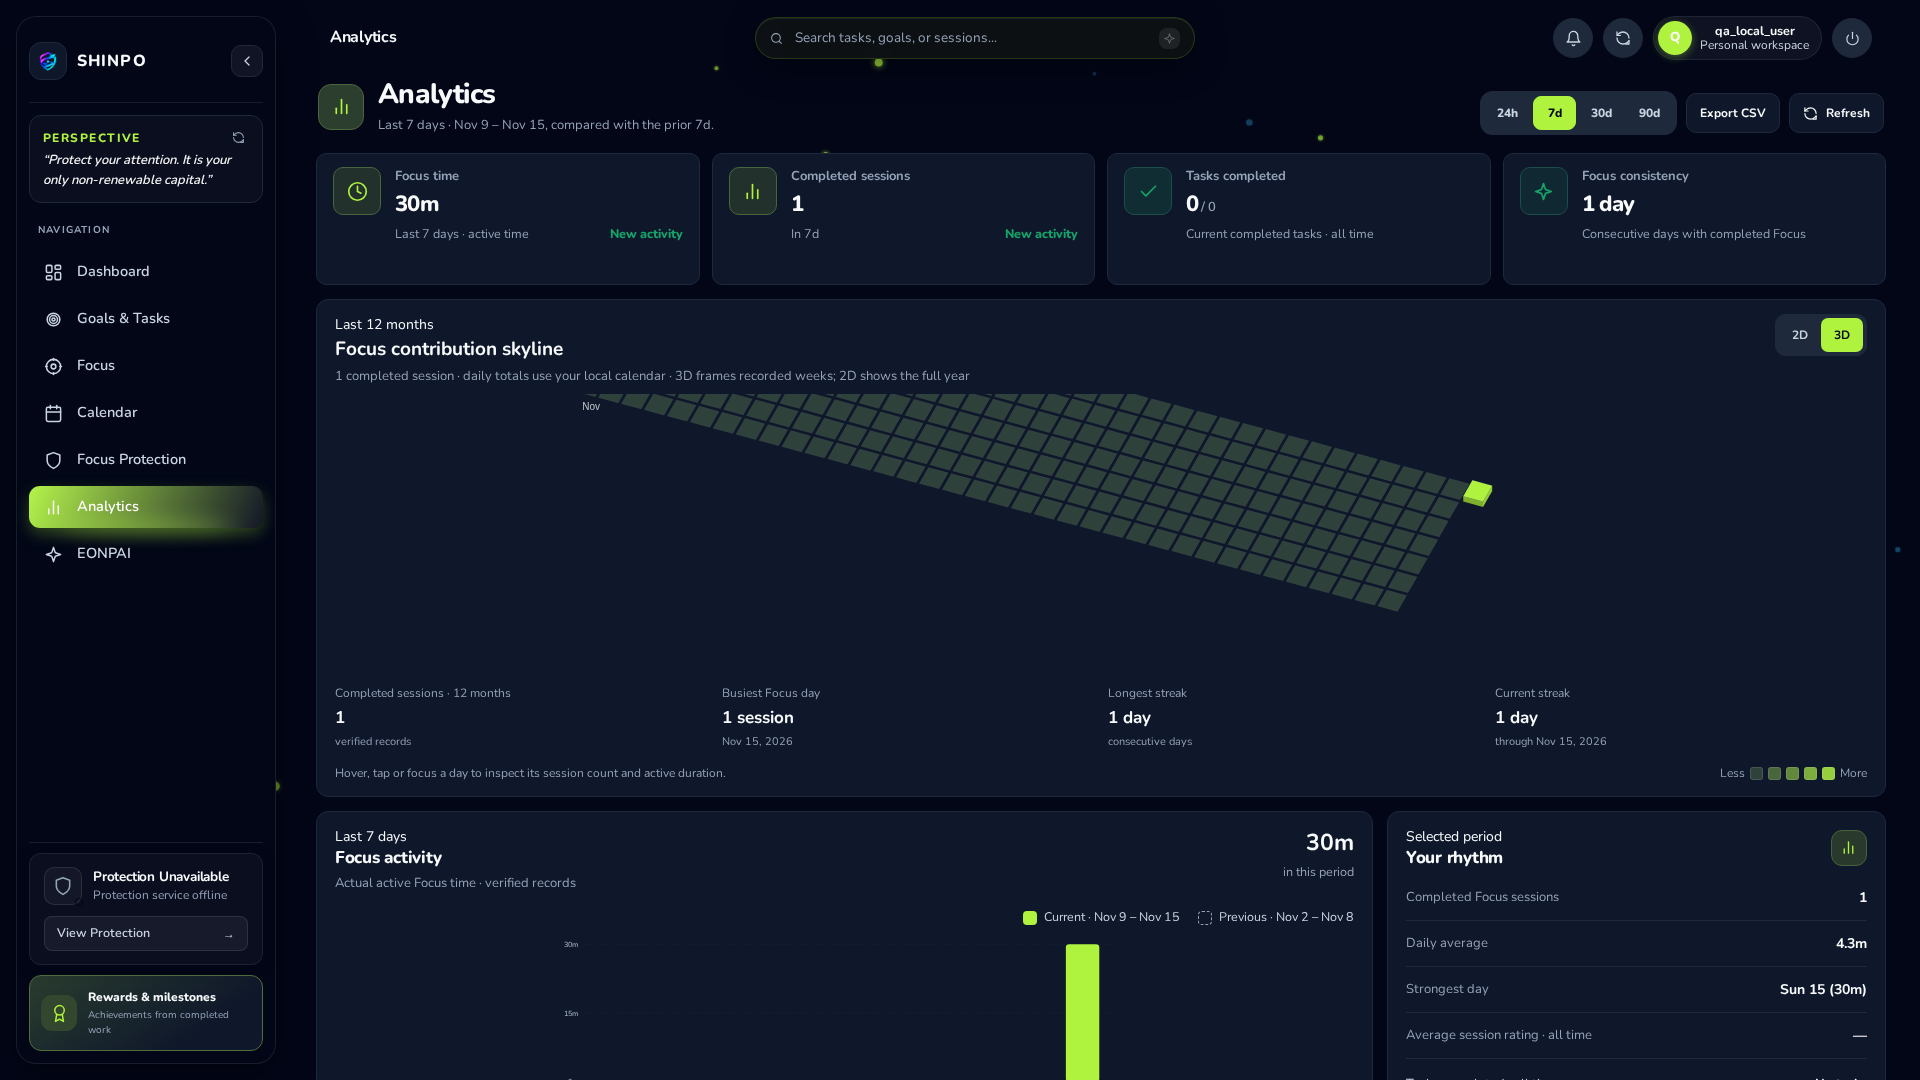 SHINPO
PERSPECTIVE
“Protect your attention. It is your
only non-renewable capital.”
NAVIGATION
Dashboard
Goals & Tasks
Focus
Calendar
Focus Protection
Analytics
EONPAI
Protection Unavailable
Protection service offline
View Protection →
Rewards & milestones
Achievements from completed
work
Analytics
Search tasks, goals, or sessions...
Q
qa_local_user
Personal workspace
Analytics
Last 7 days · Nov 9 – Nov 15, compared with the prior 7d.
24h 7d 30d 90d
Export CSV
Refresh
Focus time
30m
Last 7 days · active time
New activity
Completed sessions
1
In 7d
New activity
Tasks completed
0 / 0
Current completed tasks · all time
Focus consistency
1 day
Consecutive days with completed Focus
Last 12 months
Focus contribution skyline
1 completed session · daily totals use your local calendar · 3D frames recorded weeks; 2D shows the full year
2D 3D
Nov
Completed sessions · 12 months
1
verified records
Busiest Focus day
1 session
Nov 15, 2026
Longest streak
1 day
consecutive days
Current streak
1 day
through Nov 15, 2026
Hover, tap or focus a day to inspect its session count and active duration.
Less More
Last 7 days
Focus activity
Actual active Focus time · verified records
30m
in this period
Current · Nov 9 – Nov 15
Previous · Nov 2 – Nov 8
30m
15m
Selected period
Your rhythm
Completed Focus sessions 1
Daily average 4.3m
Strongest day Sun 15 (30m)
Average session rating · all time —